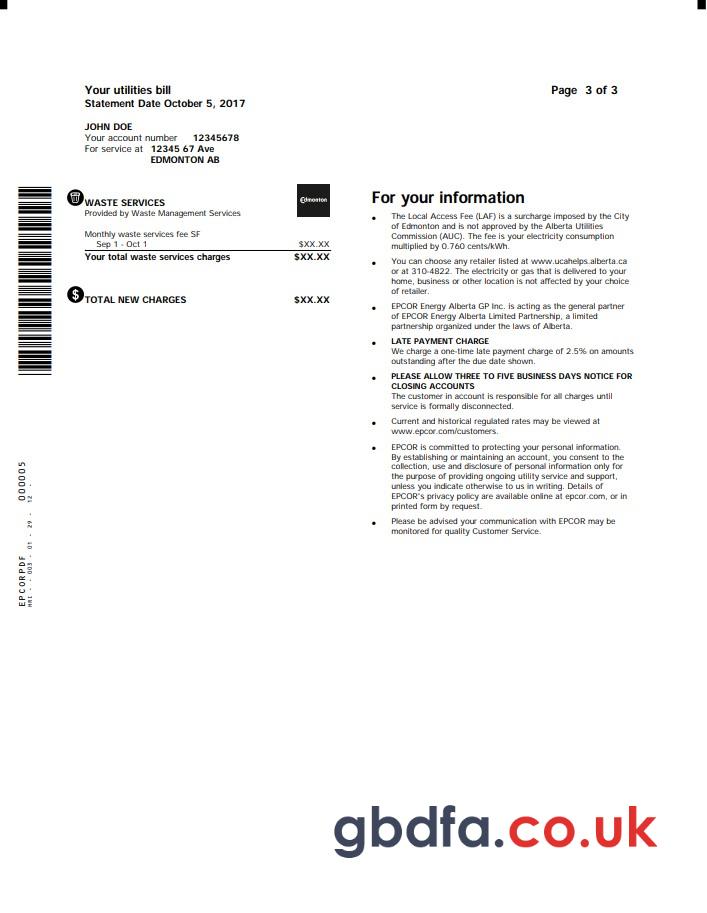 Your utilities bill
Statement Date October 5, 2017
Page 3 of 3
JOHN DOE
Your account number 12345678
For service at 12345 67 Ave
EDMONTON AB
WASTE SERVICES
Provided by Waste Management Services
Edmonton
Monthly waste services fee SF
Sep 1 - Oct 1 $XX.XX
Your total waste services charges $XX.XX
$
TOTAL NEW CHARGES $XX.XX
For your information
• The Local Access Fee (LAF) is a surcharge imposed by the City
of Edmonton and is not approved by the Alberta Utilities
Commission (AUC). The fee is your electricity consumption
multiplied by 0.760 cents/kWh.
• You can choose any retailer listed at www.ucahelps.alberta.ca
or at 310-4822. The electricity or gas that is delivered to your
home, business or other location is not affected by your choice
of retailer.
• EPCOR Energy Alberta GP Inc. is acting as the general partner
of EPCOR Energy Alberta Limited Partnership, a limited
partnership organized under the laws of Alberta.
• LATE PAYMENT CHARGE
We charge a one-time late payment charge of 2.5% on amounts
outstanding after the due date shown.
• PLEASE ALLOW THREE TO FIVE BUSINESS DAYS NOTICE FOR
CLOSING ACCOUNTS
The customer in account is responsible for all charges until
service is formally disconnected.
• Current and historical regulated rates may be viewed at
www.epcor.com/customers.
• EPCOR is committed to protecting your personal information.
By establishing or maintaining an account, you consent to the
collection, use and disclosure of personal information only for
the purpose of providing ongoing utility service and support,
unless you indicate otherwise to us in writing. Details of
EPCOR's privacy policy are available online at epcor.com, or in
printed form by request.
• Please be advised your communication with EPCOR may be
monitored for quality Customer Service.
EPCORPDF 000005
HRI - - 003 - 01 - 29 - 12 -
gbdfa.co.uk